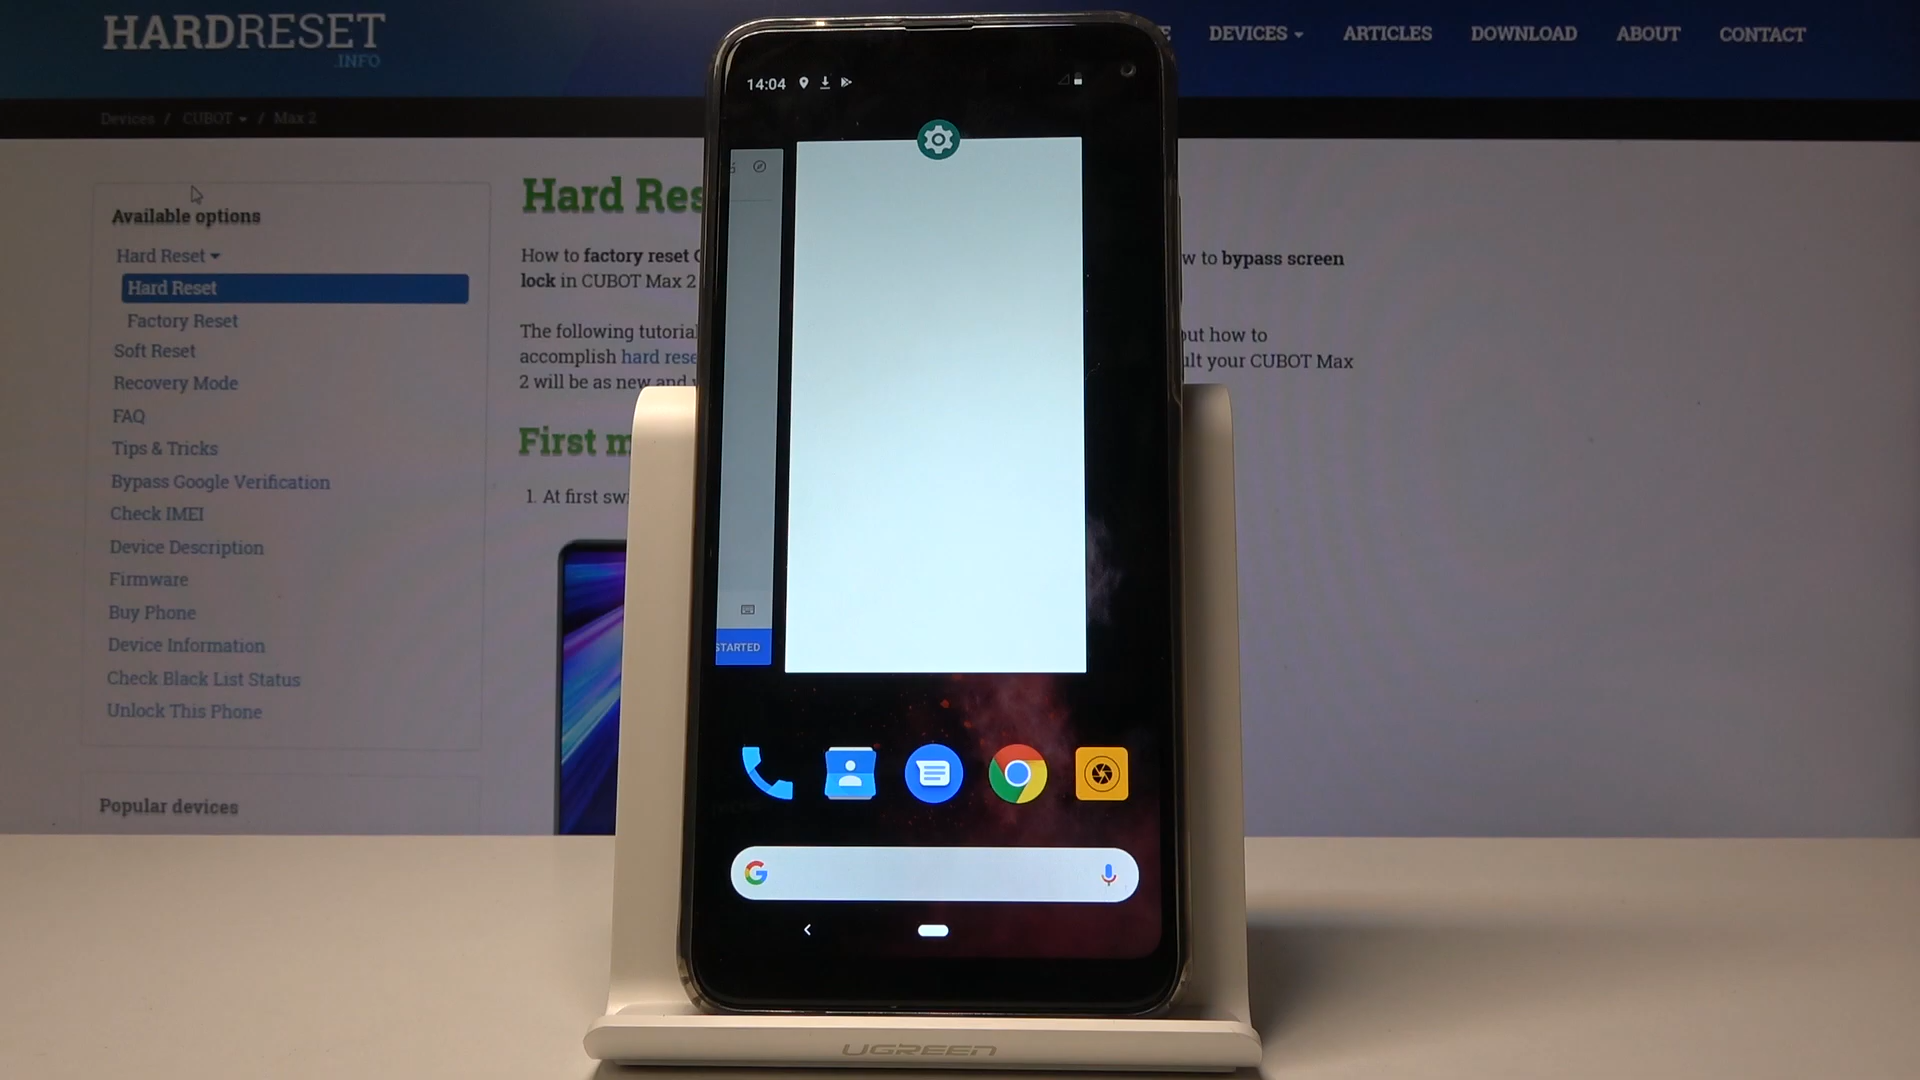 HARDRESET
.INFO
DEVICES
ARTICLES
DOWNLOAD
ABOUT
CONTACT
Devices / CUBOT / Max 2
Available options
Hard Reset
Hard Reset
Factory Reset
Soft Reset
Recovery Mode
FAQ
Tips & Tricks
Bypass Google Verification
Check IMEI
Device Description
Firmware
Buy Phone
Device Information
Check Black List Status
Unlock This Phone
Popular devices
Hard Res
How to factory reset
w to bypass screen
lock in CUBOT Max 2
The following tutorial
out how to
accomplish hard rese
ult your CUBOT Max
2 will be as new and
First m
1. At first sw
14:04
STARTED
UGREEN